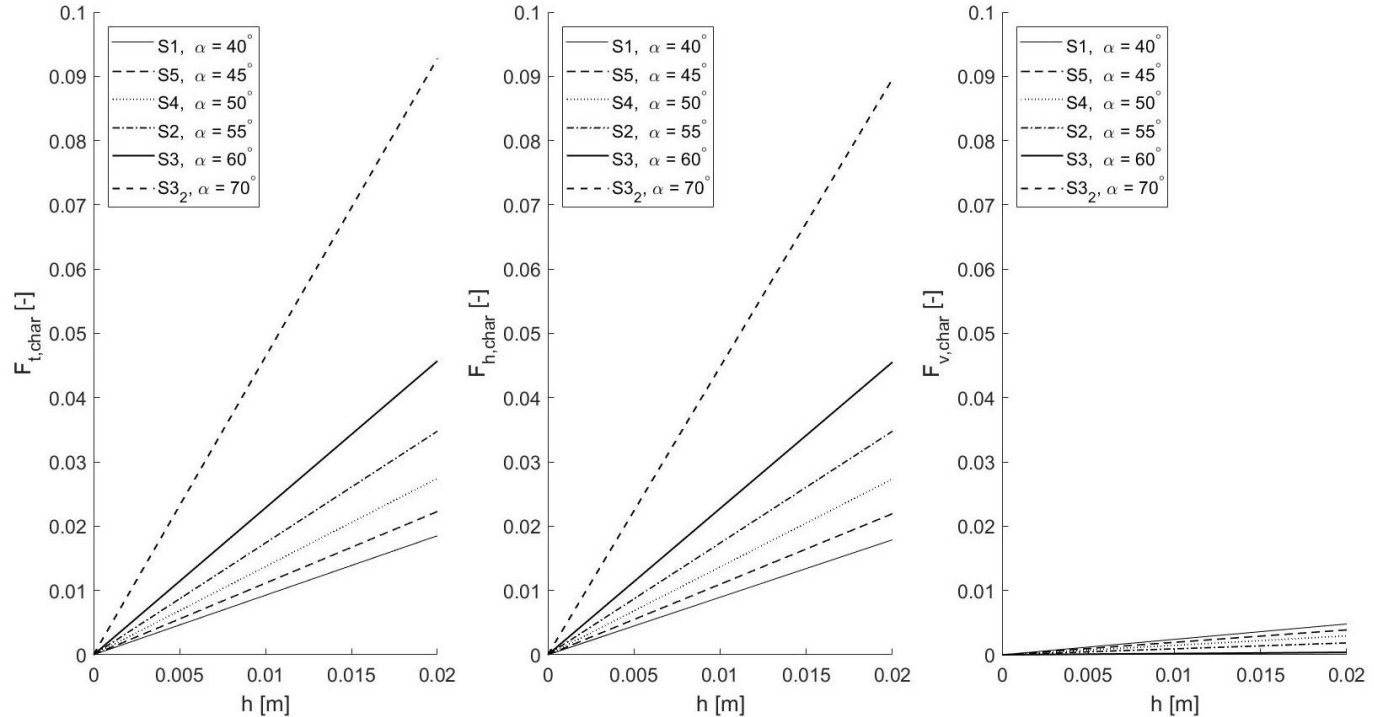 0.1
0.09
0.08
0.07
0.06
0.05
0.04
0.03
0.02
0.01
0
F_t,char [-]
S1, α = 40°
S5, α = 45°
S4, α = 50°
S2, α = 55°
S3, α = 60°
S3₂, α = 70°
0 0.005 0.01 0.015 0.02
h [m]
0.1
0.09
0.08
0.07
0.06
0.05
0.04
0.03
0.02
0.01
0
F_h,char [-]
S1, α = 40°
S5, α = 45°
S4, α = 50°
S2, α = 55°
S3, α = 60°
S3₂, α = 70°
0 0.005 0.01 0.015 0.02
h [m]
0.1
0.09
0.08
0.07
0.06
0.05
0.04
0.03
0.02
0.01
0
F_v,char [-]
S1, α = 40°
S5, α = 45°
S4, α = 50°
S2, α = 55°
S3, α = 60°
S3₂, α = 70°
0 0.005 0.01 0.015 0.02
h [m]